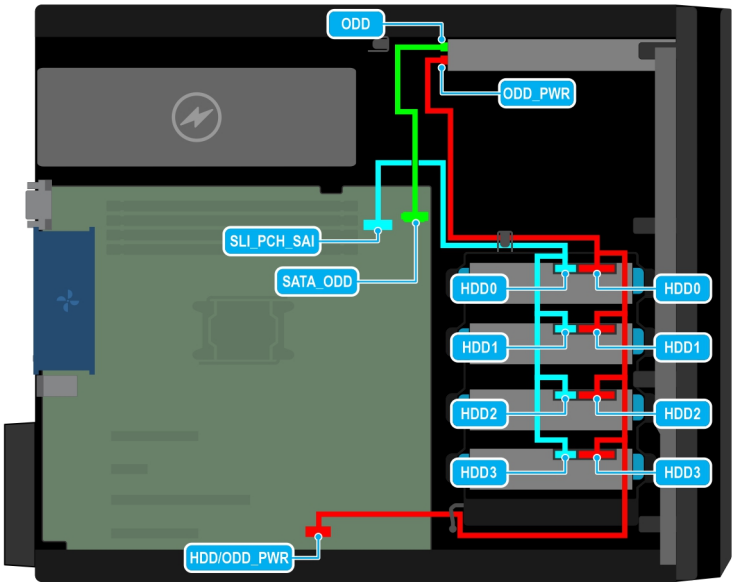 ODD
ODD_PWR
SLI_PCH_SAI
SATA_ODD
HDD0
HDD0
HDD1
HDD1
HDD2
HDD2
HDD3
HDD3
HDD/ODD_PWR